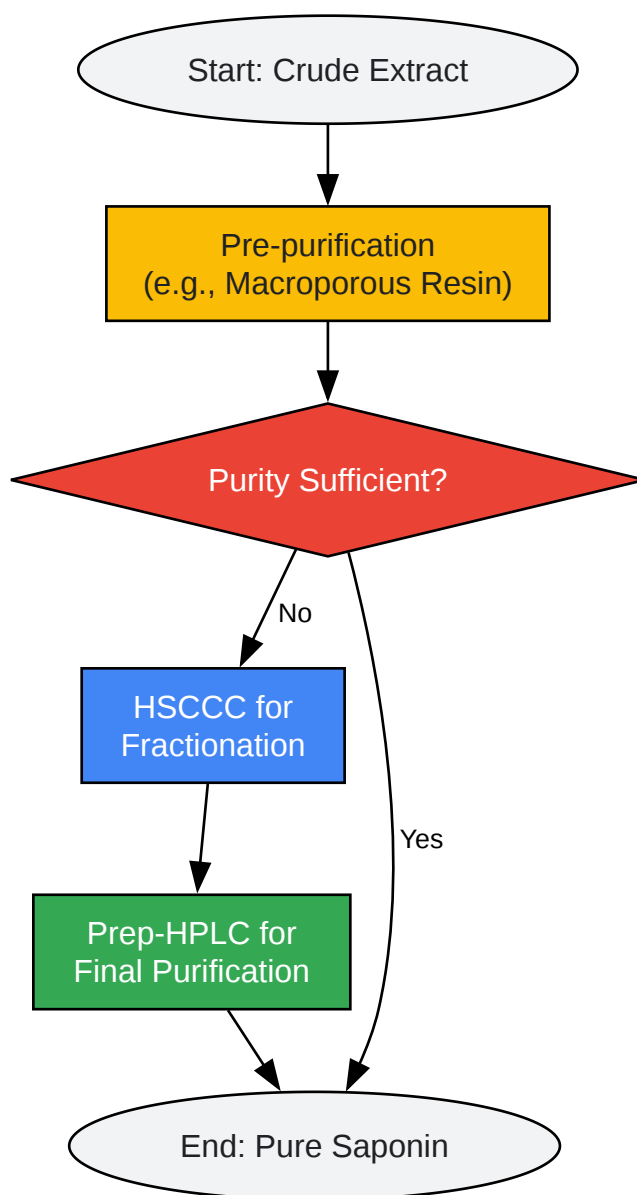 Start: Crude Extract
Pre-purification
(e.g., Macroporous Resin)
Purity Sufficient?
No
HSCCC for
Fractionation
Yes
Prep-HPLC for
Final Purification
End: Pure Saponin